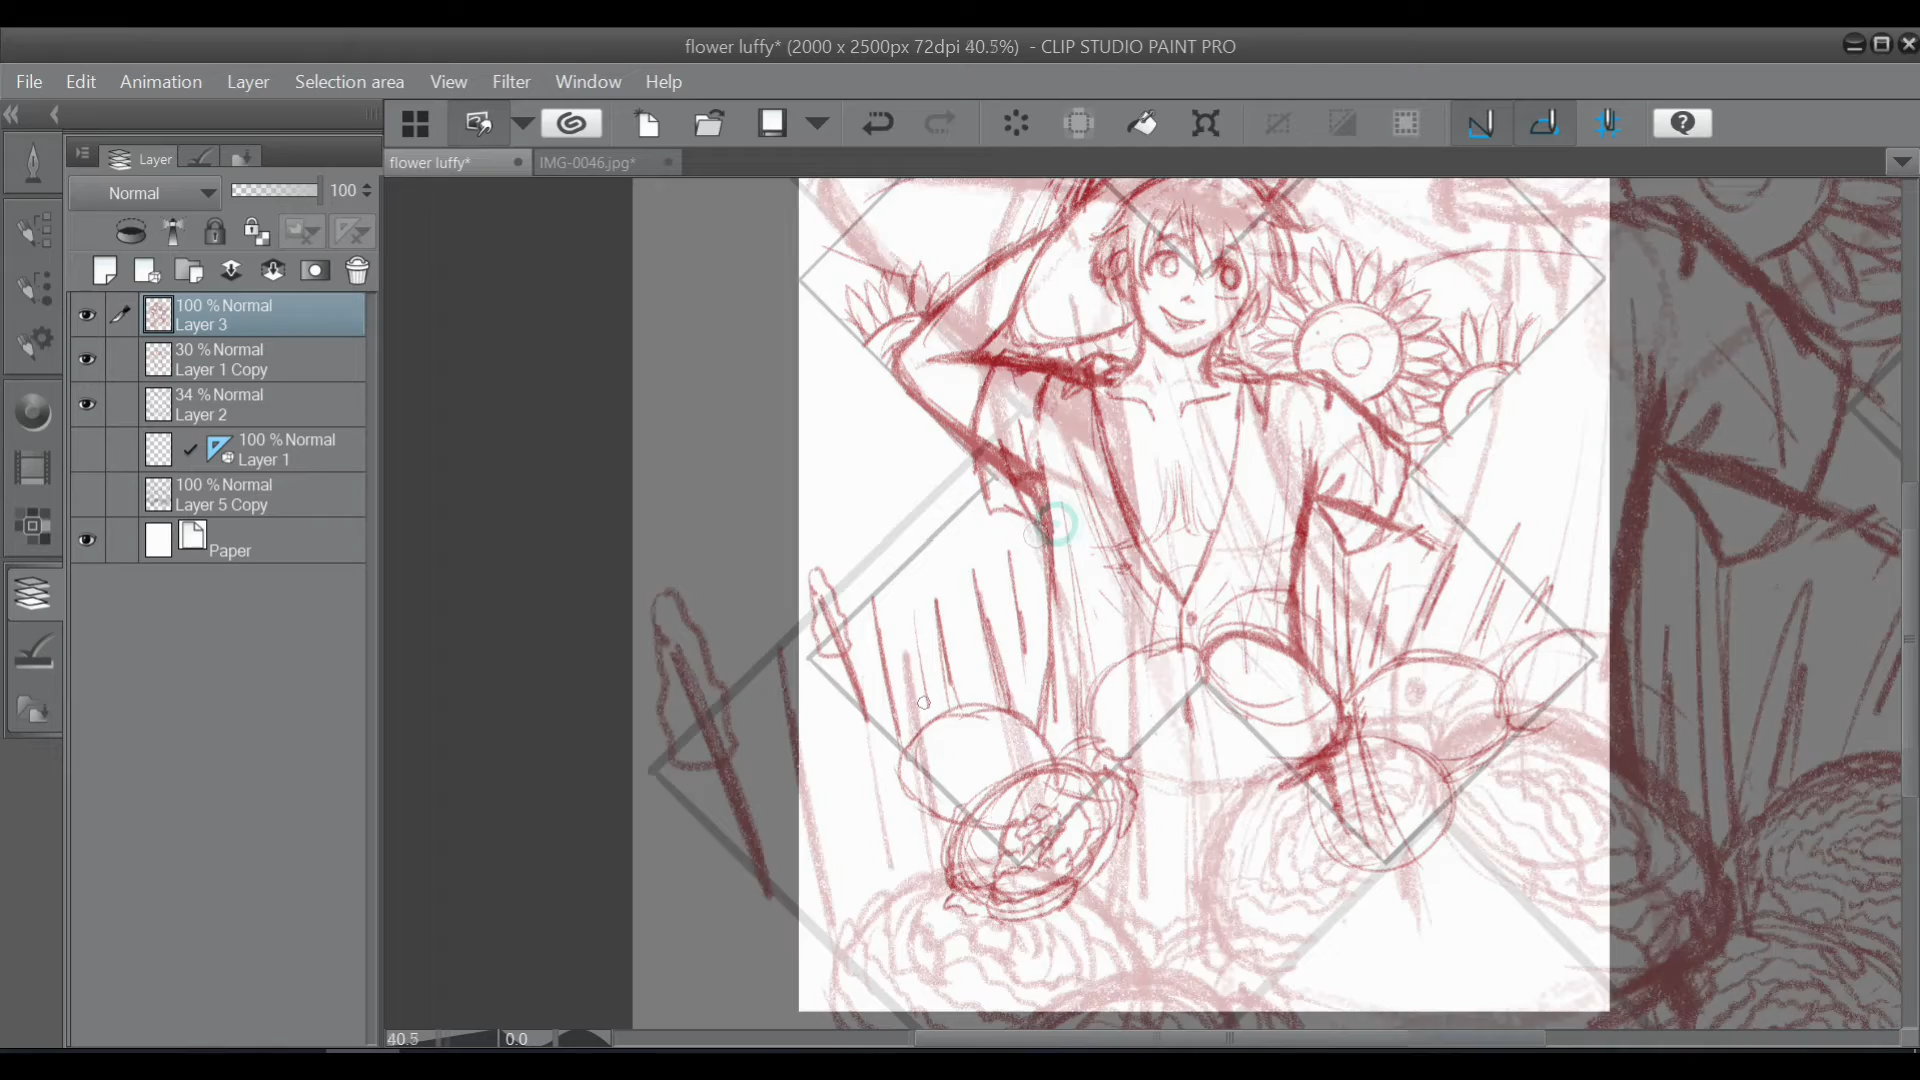 flower luffy* (2000 x 2500px 72dpi 40.5%)  - CLIP STUDIO PAINT PRO
File Edit Animation Layer Selection area View Filter Window Help
flower luffy* IMG-0046.jpg*
Layer
Normal 100
100 % Normal
Layer 3
30 % Normal
Layer 1 Copy
34 % Normal
Layer 2
100 % Normal
Layer 1
100 % Normal
Layer 5 Copy
Paper
40.5 0.0